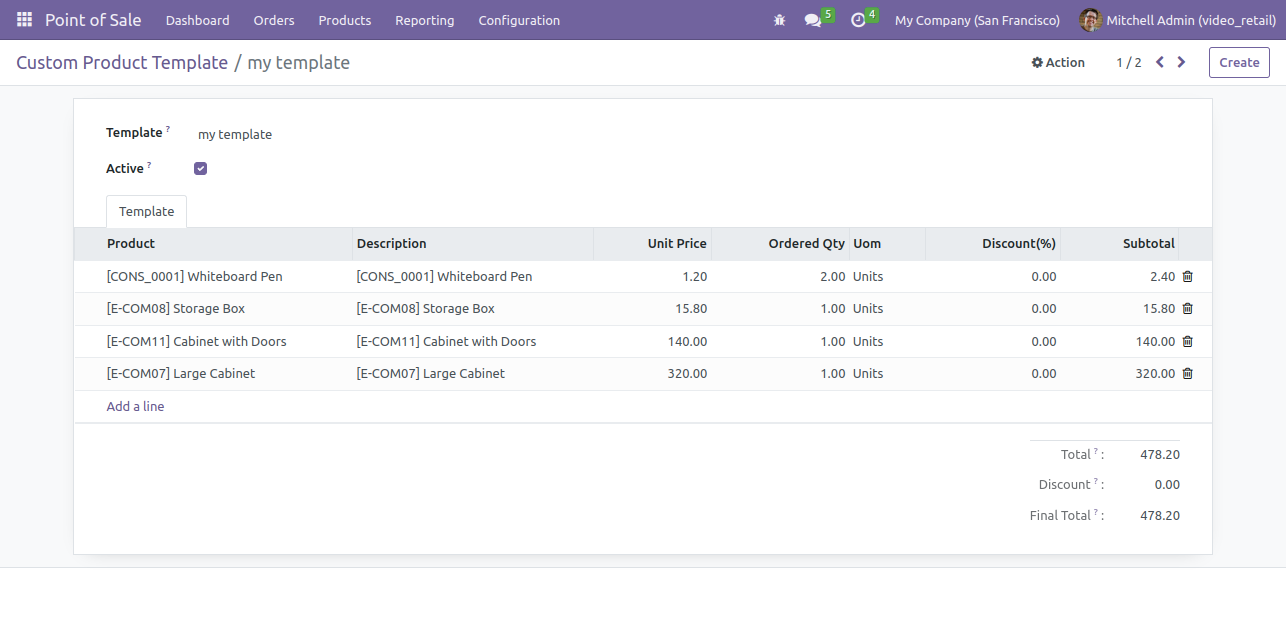 Point of Sale Dashboard Orders Products Reporting Configuration 5 4 My Company (San Francisco) Mitchell Admin (video_retail)
Custom Product Template / my template Action 1 / 2 Create
Template ? my template
Active ?
Template
Product Description Unit Price Ordered Qty Uom Discount(%) Subtotal
[CONS_0001] Whiteboard Pen [CONS_0001] Whiteboard Pen 1.20 2.00 Units 0.00 2.40
[E-COM08] Storage Box [E-COM08] Storage Box 15.80 1.00 Units 0.00 15.80
[E-COM11] Cabinet with Doors [E-COM11] Cabinet with Doors 140.00 1.00 Units 0.00 140.00
[E-COM07] Large Cabinet [E-COM07] Large Cabinet 320.00 1.00 Units 0.00 320.00
Add a line
Total ? : 478.20
Discount ? : 0.00
Final Total ? : 478.20